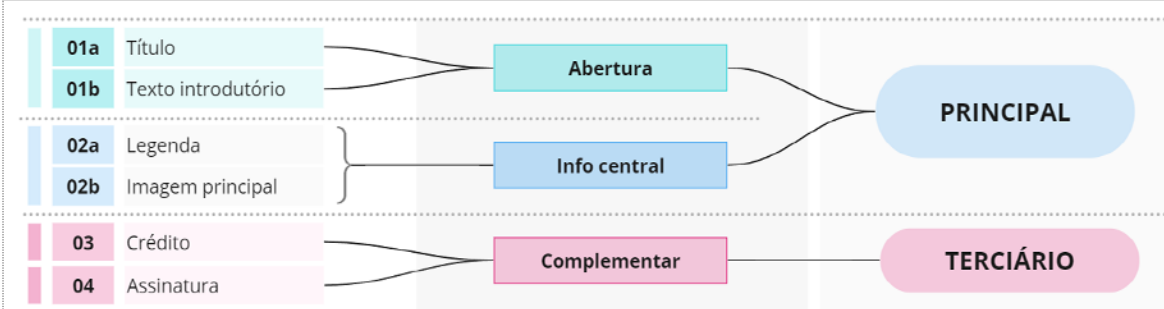 01a Título
01b Texto introdutório
Abertura
02a Legenda
02b Imagem principal
Info central
PRINCIPAL
03 Crédito
04 Assinatura
Complementar
TERCIÁRIO